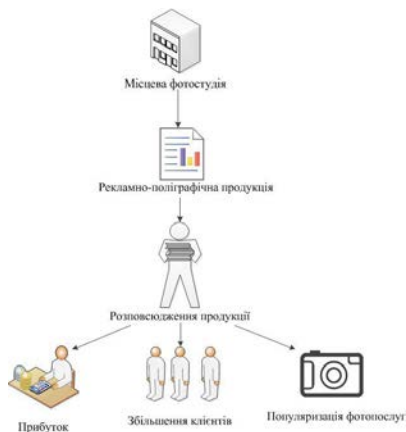 Місцева фотостудія
Рекламно-поліграфічна продукція
Розповсюдження продукції
Прибуток
Збільшення клієнтів
Популяризація фотопослуг